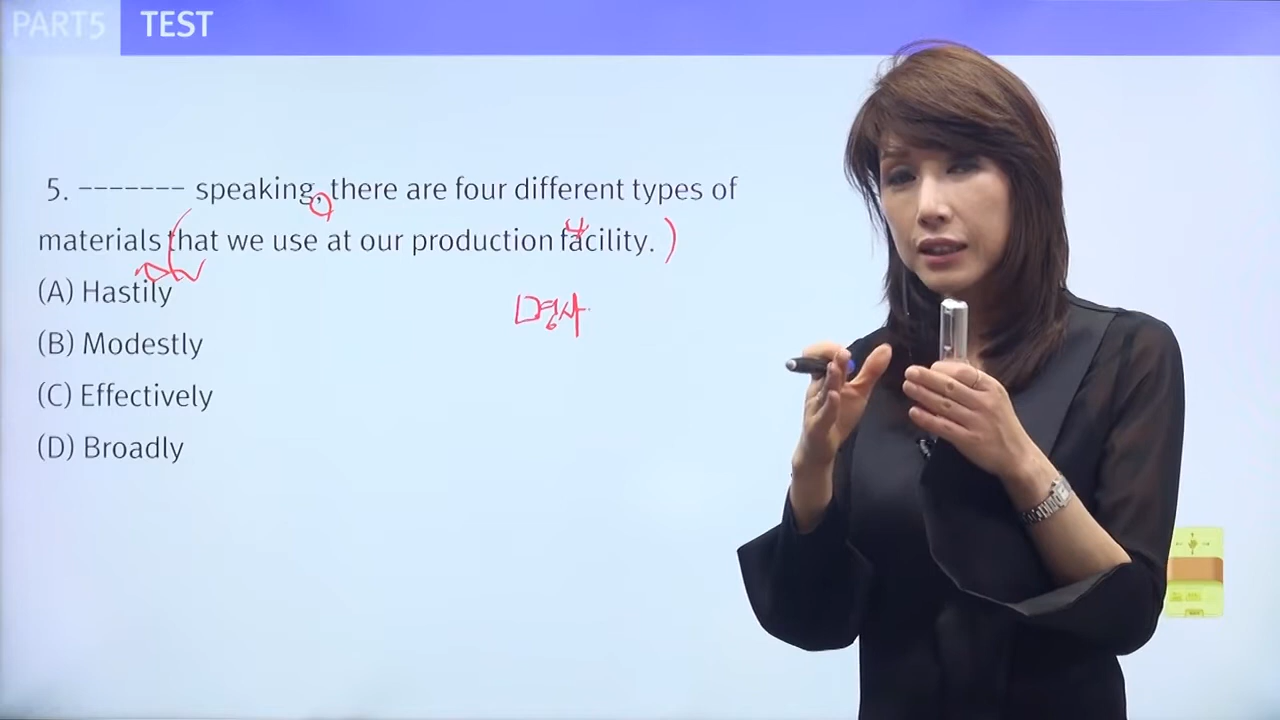 PART5 TEST
5. ------- speaking, there are four different types of
materials that we use at our production facility. )
(A) Hastily
명사
(B) Modestly
(C) Effectively
(D) Broadly